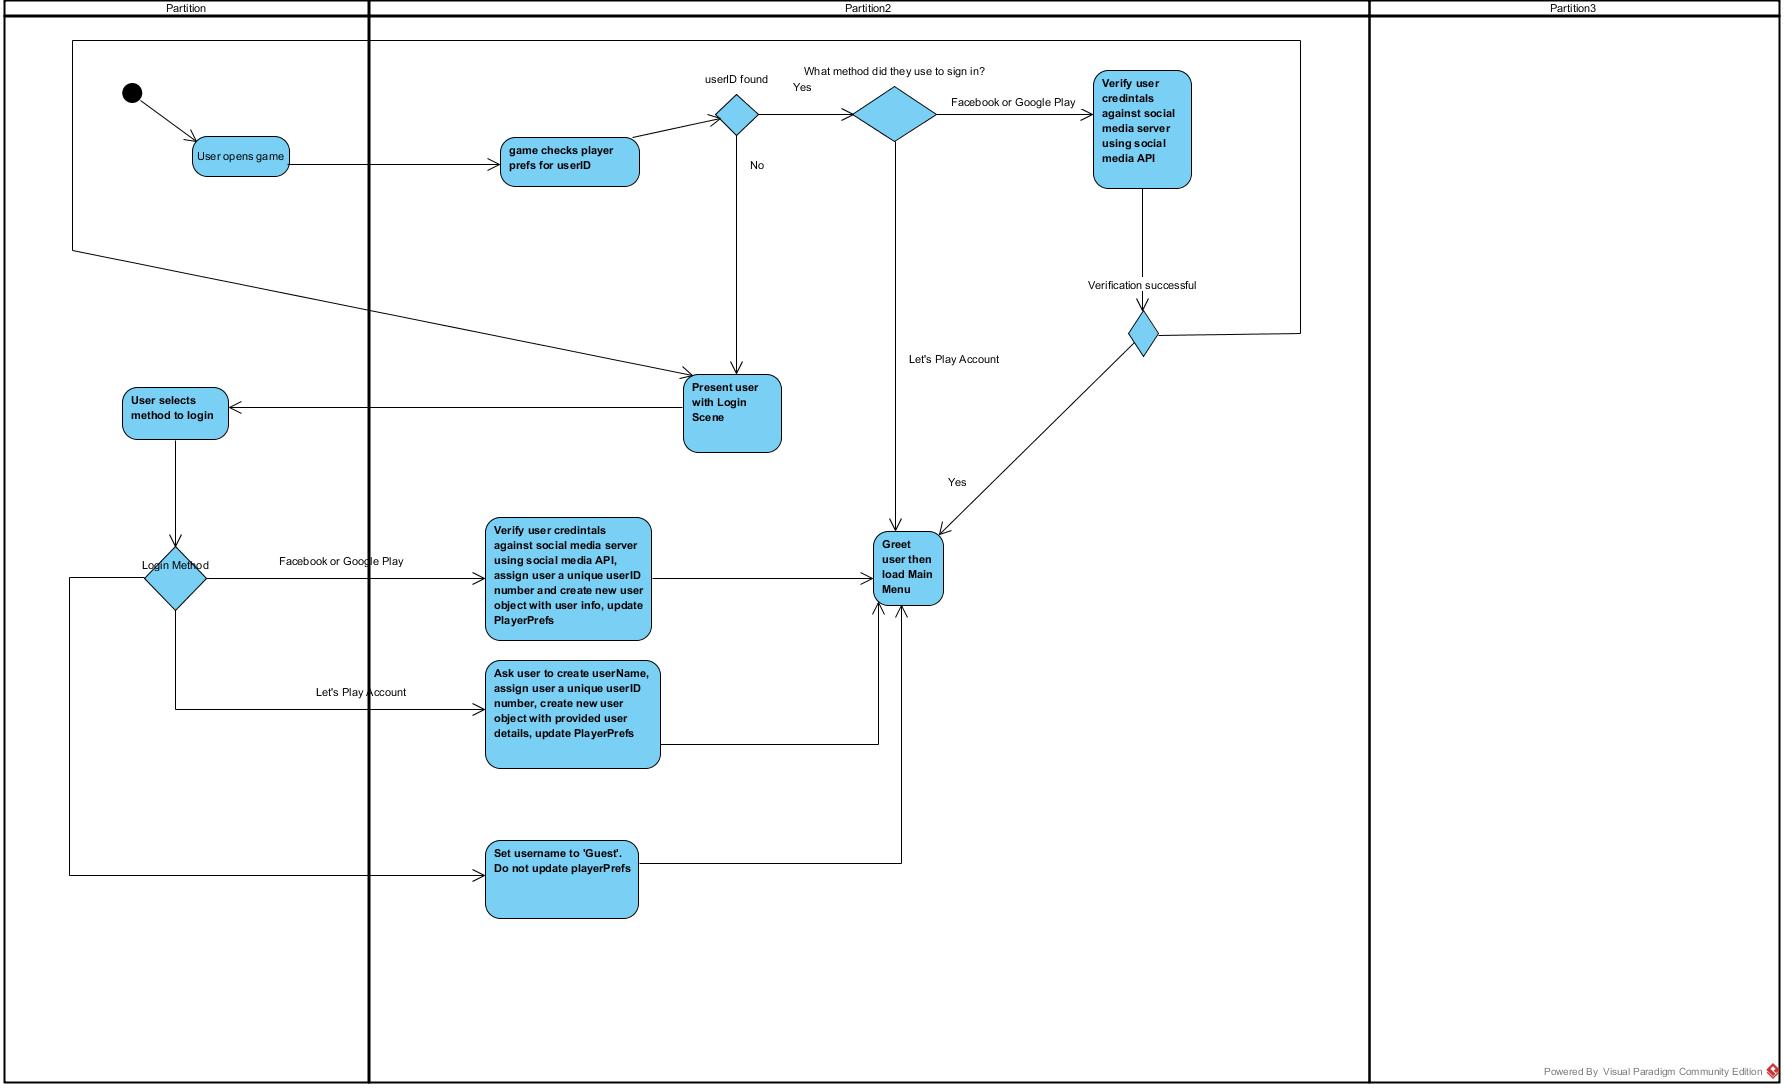 Partition
Partition2
Partition3
What method did they use to sign in?
userID found
Yes
Facebook or Google Play
Verify user
credintals
against social
media server
using social
media API
User opens game
game checks player
prefs for userID
No
Verification successful
Let's Play Account
Present user
with Login
Scene
User selects
method to login
Yes
Login Method
Facebook or Google Play
Verify user credintals
against social media server
using social media API,
assign user a unique userID
number and create new user
object with user info, update
PlayerPrefs
Greet
user then
load Main
Menu
Let's Play Account
Ask user to create userName,
assign user a unique userID
number, create new user
object with provided user
details, update PlayerPrefs
Set username to 'Guest'.
Do not update playerPrefs
Powered By Visual Paradigm Community Edition